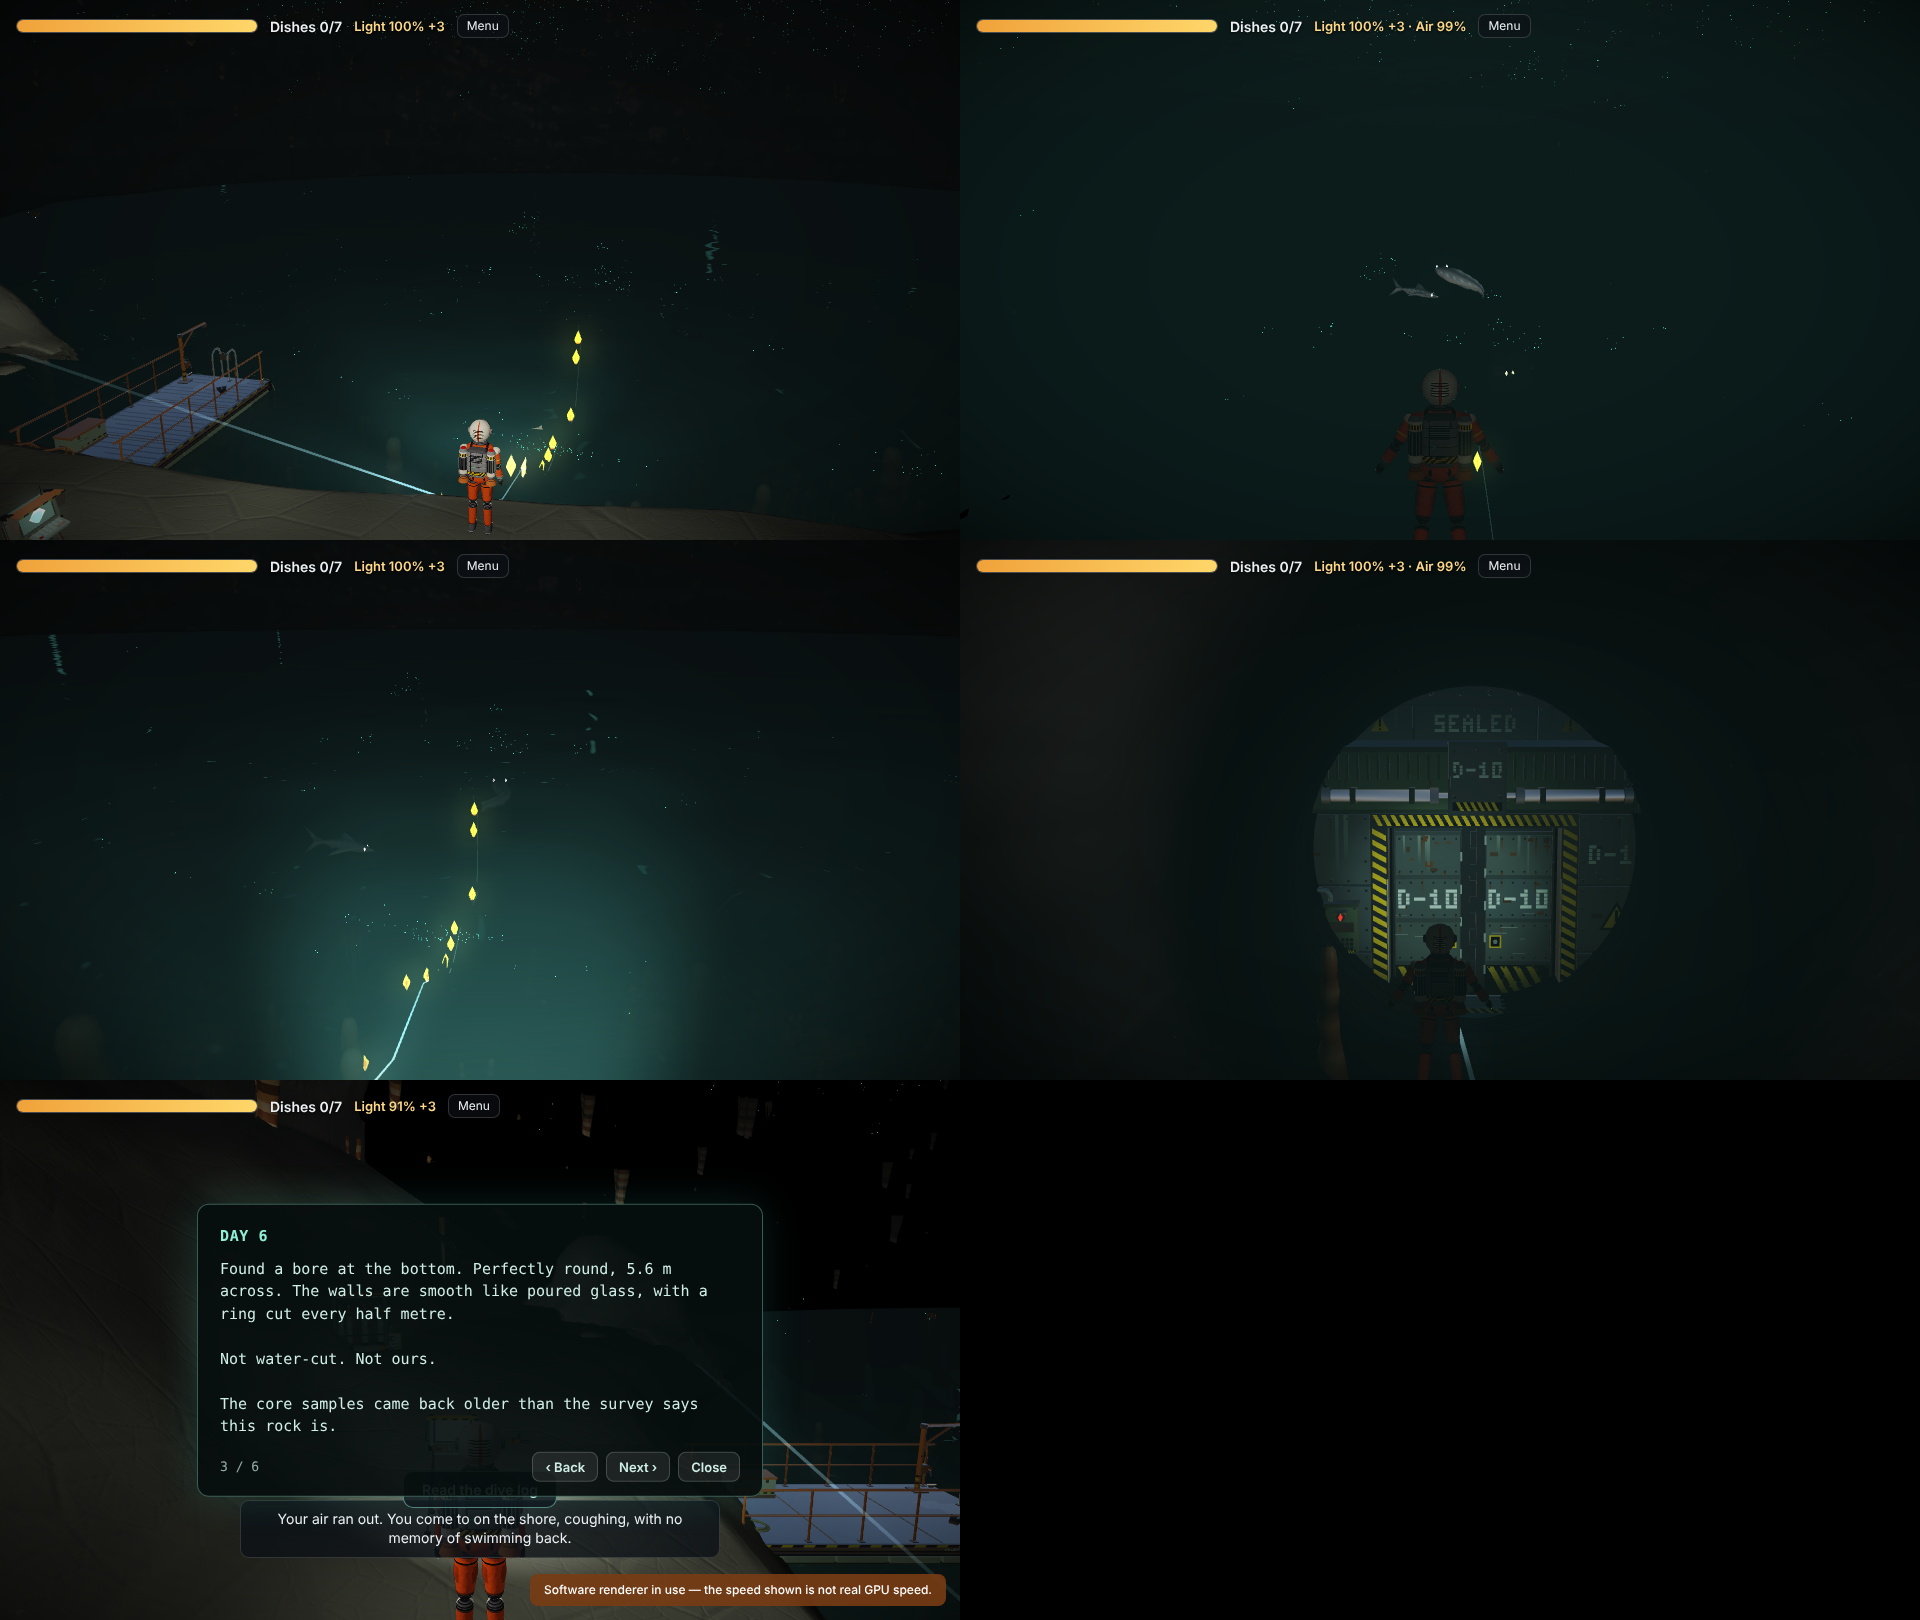 Dishes 0/7 Light 100% +3 Menu
Dishes 0/7 Light 100% +3 · Air 99% Menu
Dishes 0/7 Light 100% +3 Menu
Dishes 0/7 Light 100% +3 · Air 99% Menu
SEALED
D-10
D-1
D-10 D-10
Dishes 0/7 Light 91% +3 Menu
DAY 6
Found a bore at the bottom. Perfectly round, 5.6 m
across. The walls are smooth like poured glass, with a
ring cut every half metre.
Not water-cut. Not ours.
The core samples came back older than the survey says
this rock is.
3 / 6 ‹ Back Next › Close
Read the dive log
Your air ran out. You come to on the shore, coughing, with no
memory of swimming back.
Software renderer in use — the speed shown is not real GPU speed.